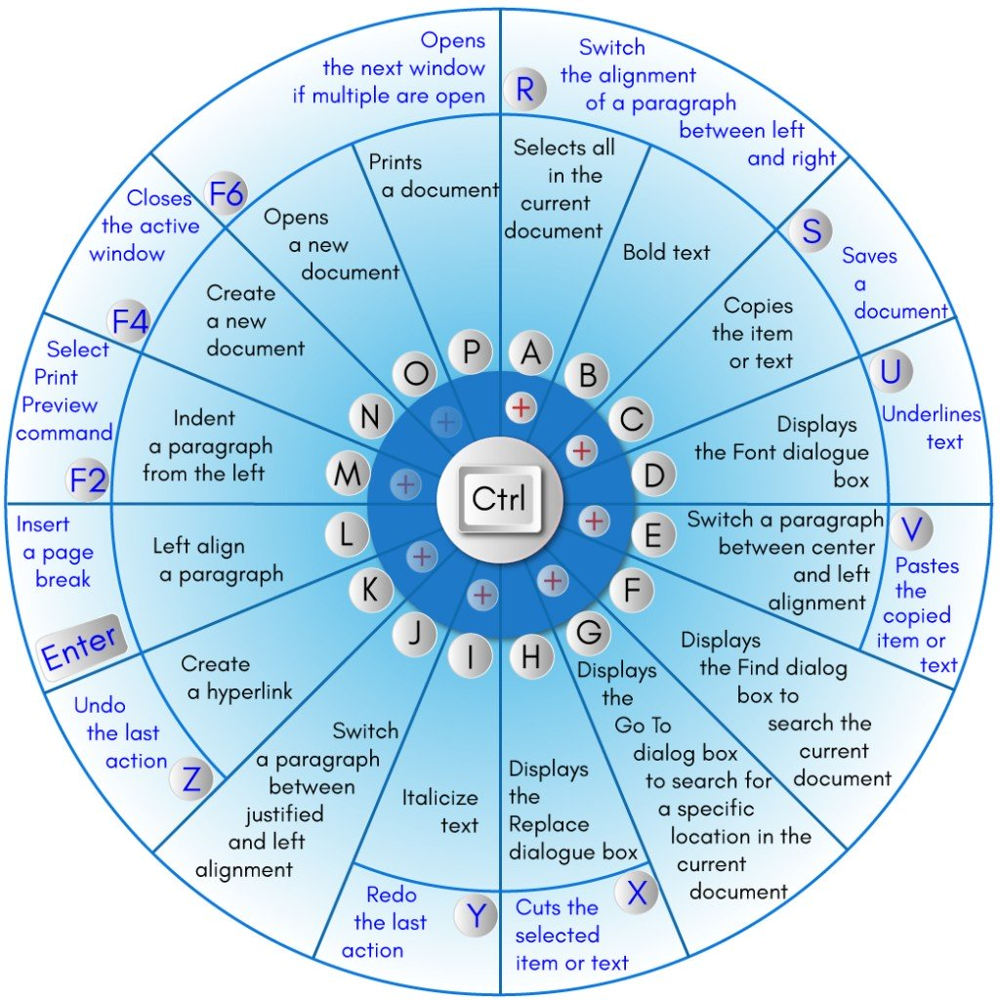 Opens
the next window
if multiple are open
F6
R
Switch
the alignment
of a paragraph
between left
and right
S
Saves
a
document
U
Underlines
text
V
Pastes
the
copied
item or
text
X
Cuts the
selected
item or text
Y
Redo
the last
action
Z
Undo
the last
action
Enter
Insert
a page
break
F2
Select
Print
Preview
command
F4
Closes
the active
window
Ctrl
+
+
+
+
+
+
+
+
A
Selects all
in the
current
document
B
Bold text
C
Copies
the item
or text
D
Displays
the Font dialogue
box
E
Switch a paragraph
between center
and left
alignment
F
Displays
the Find dialog
box to
search the
current
document
G
Displays
the
Go To
dialog box
to search for
a specific
location in the
current
document
H
Displays
the
Replace
dialogue box
I
Italicize
text
J
Switch
a paragraph
between
justified
and left
alignment
K
Create
a hyperlink
L
Left align
a paragraph
M
Indent
a paragraph
from the left
N
Create
a new
document
O
Opens
a new
document
P
Prints
a document